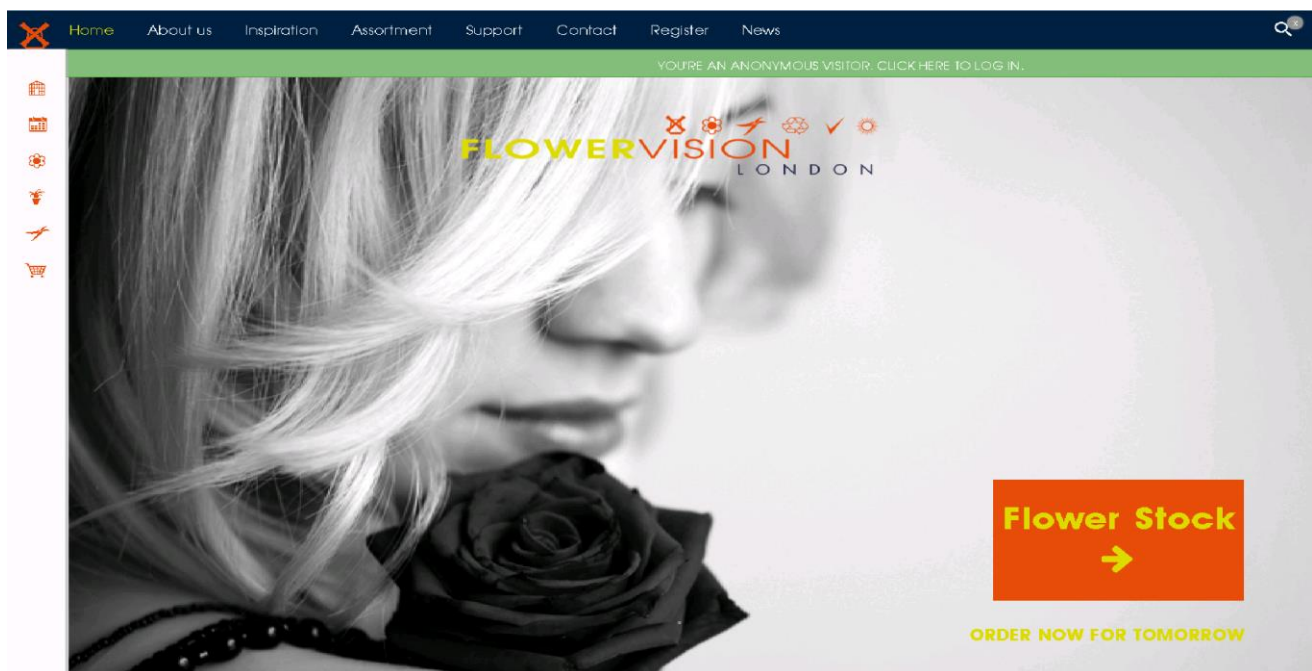 Home About us Inspiration Assortment Support Contact Register News
YOU'RE AN ANONYMOUS VISITOR. CLICK HERE TO LOG IN.
FLOWERVISION
LONDON
Flower Stock
ORDER NOW FOR TOMORROW